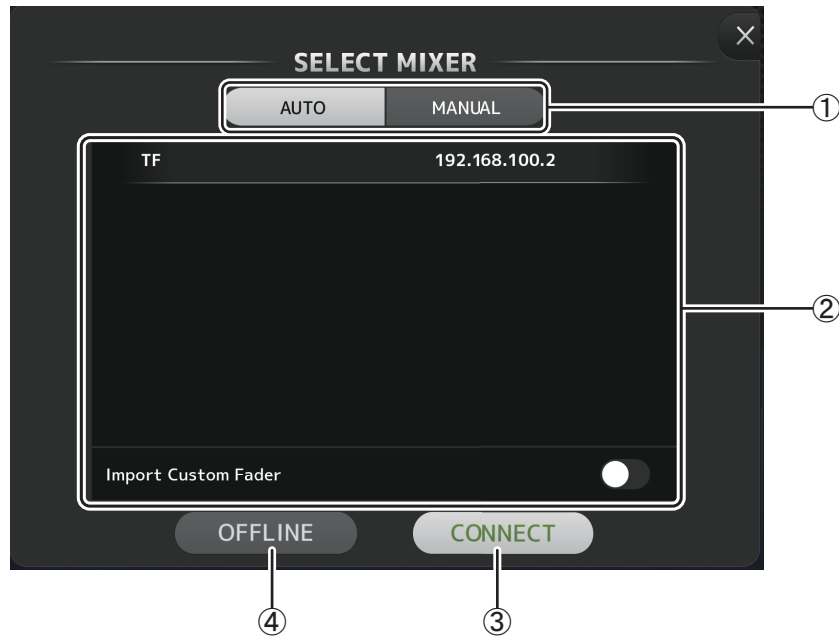 SELECT MIXER
AUTO MANUAL ①
TF 192.168.100.2
②
Import Custom Fader
OFFLINE CONNECT
④ ③